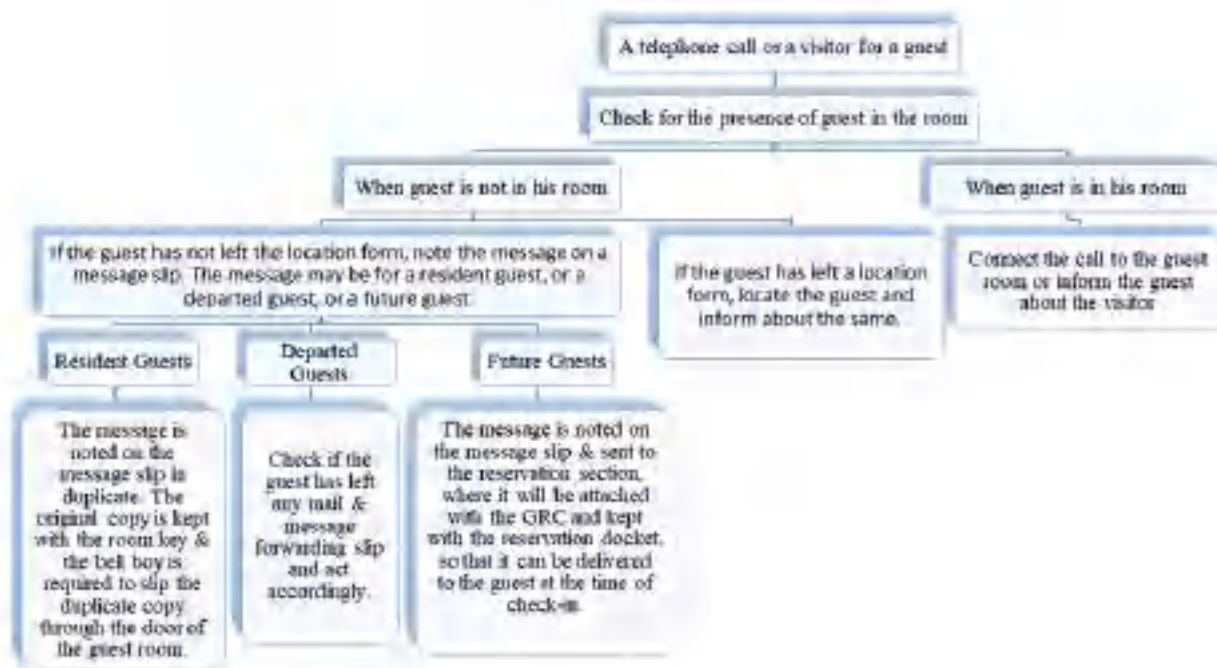 A telephone call or a visitor for a guest
Check for the presence of guest in the room
When guest is not in his room
When guest is in his room
If the guest has not left the location form, note the message on a
message slip. The message may be for a resident guest, or a
departed guest, or a future guest
If the guest has left a location
form, locate the guest and
inform about the same.
Connect the call to the guest
room or inform the guest
about the visitor
Resident Guests
Departed
Guests
Future Guests
The message is
noted on the
message slip in
duplicate. The
original copy is kept
with the room key &
the bell boy is
required to slip the
duplicate copy
through the door of
the guest room.
Check if the
guest has left
any mail &
message
forwarding slip
and act
accordingly.
The message is noted on
the message slip & sent to
the reservation section,
where it will be attached
with the GRC and kept
with the reservation docket,
so that it can be delivered
to the guest at the time of
check-in.